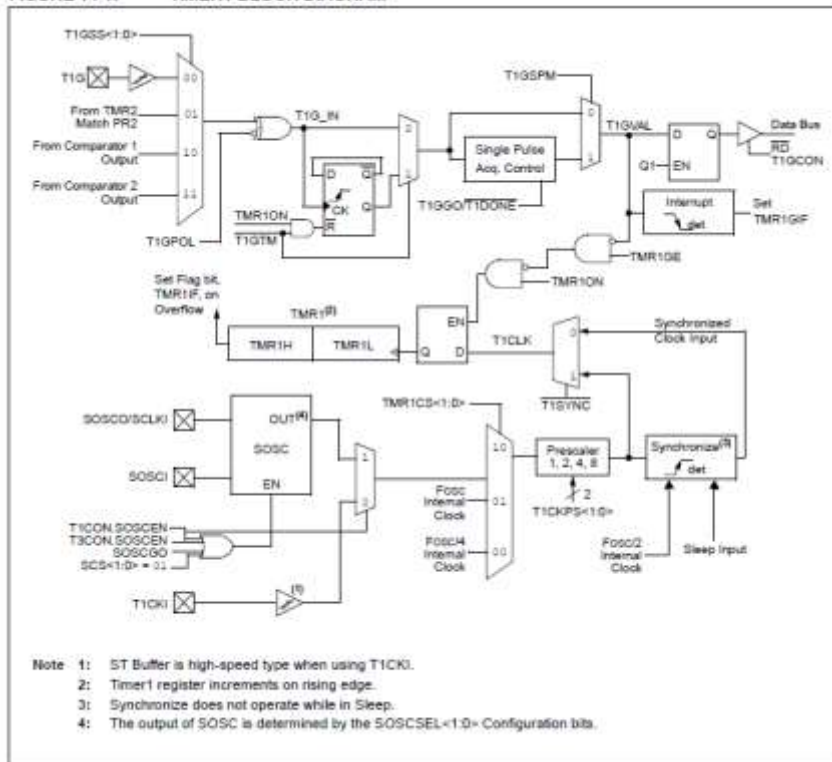 T1GSS<1:0>
T1G
00
From TMR2
Match PR2
01
From Comparator 1
Output
10
From Comparator 2
Output
11
T1GPOL
T1G_IN
D
Q
CK
Q
R
TMR1ON
T1GTM
0
1
Single Pulse
Acq. Control
T1GGO/T1DONE
T1GSPM
0
1
T1GVAL
D
Q
Q1
EN
Data Bus
RD
T1GCON
Interrupt
det
Set
TMR1GIF
TMR1GE
TMR1ON
Set Flag bit,
TMR1IF, on
Overflow
TMR1(2)
TMR1H
TMR1L
EN
Q
D
T1CLK
0
1
T1SYNC
Synchronized
Clock Input
SOSCO/SCLKI
OUT(4)
SOSC
SOSCI
EN
T1CON.SOSCEN
T3CON.SOSCEN
SOSCGO
SCS<1:0> = 01
T1CKI
(1)
1
0
TMR1CS<1:0>
10
FOSC
Internal
Clock
01
FOSC/4
Internal
Clock
00
Prescaler
1, 2, 4, 8
2
T1CKPS<1:0>
Synchronize(3)
det
FOSC/2
Internal
Clock
Sleep Input
Note 1: ST Buffer is high-speed type when using T1CKI.
2: Timer1 register increments on rising edge.
3: Synchronize does not operate while in Sleep.
4: The output of SOSC is determined by the SOSCSEL<1:0> Configuration bits.